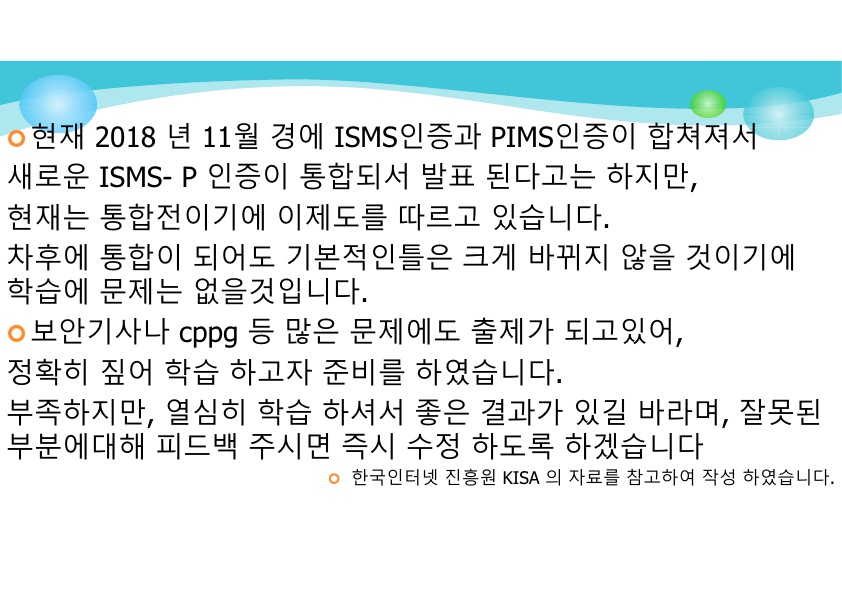 현재 2018 년 11월 경에 ISMS인증과 PIMS인증이 합쳐져서
새로운 ISMS- P 인증이 통합되서 발표 된다고는 하지만,
현재는 통합전이기에 이제도를 따르고 있습니다.
차후에 통합이 되어도 기본적인틀은 크게 바뀌지 않을 것이기에
학습에 문제는 없을것입니다.
보안기사나 cppg 등 많은 문제에도 출제가 되고있어,
정확히 짚어 학습 하고자 준비를 하였습니다.
부족하지만, 열심히 학습 하셔서 좋은 결과가 있길 바라며, 잘못된
부분에대해 피드백 주시면 즉시 수정 하도록 하겠습니다
한국인터넷 진흥원 KISA 의 자료를 참고하여 작성 하였습니다.